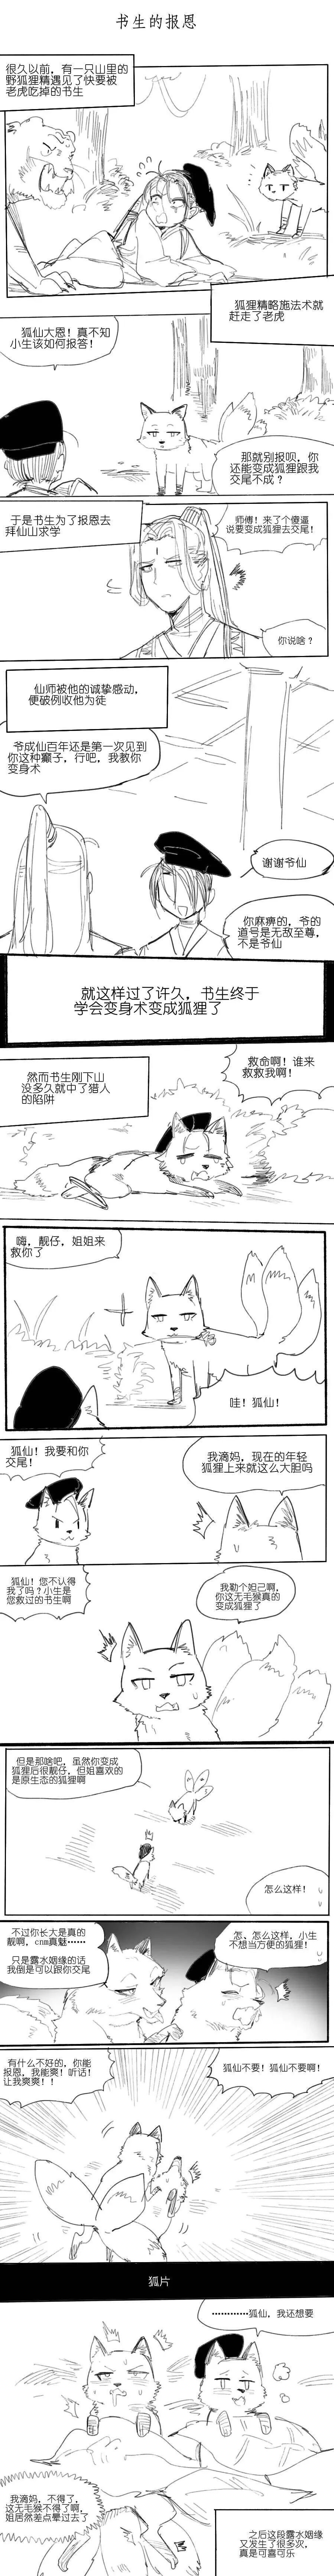 书生的报恩
很久以前，有一只山里的
野狐狸精遇见了快要被
老虎吃掉的书生
狐狸精略施法术就
赶走了老虎
狐仙大恩！真不知
小生该如何报答！
那就别报呗，你
还能变成狐狸跟我
交尾不成？
于是书生为了报恩去
拜仙山求学
师傅！来了个傻逼
说要变成狐狸去交尾！
你说啥？
仙师被他的诚挚感动，
便破例收他为徒
爷成仙百年还是第一次见到
你这种癫子，行吧，我教你
变身术
谢谢爷仙
你麻痹的，爷的
道号是无敌至尊，
不是爷仙
就这样过了许久，书生终于
学会变身术变成狐狸了
然而书生刚下山
没多久就中了猎人
的陷阱
救命啊！谁来
救救我啊！
嗨，靓仔，姐姐来
救你了
哇！狐仙！
狐仙！我要和你
交尾！
我滴妈，现在的年轻
狐狸上来就这么大胆吗
狐仙！您不认得
我了吗？小生是
您救过的书生啊
我勒个妲己啊，
你这无毛猴真的
变成狐狸了
但是那啥吧，虽然你变成
狐狸后很靓仔，但姐喜欢的
是原生态的狐狸啊
怎么这样！
不过你长大是真的
靓啊，cnm真魅……
只是露水姻缘的话
我倒是可以跟你交尾
怎、怎么这样，小生
不想当方便的狐狸！
有什么不好的，你能
报恩，我能爽！听话！
让我爽爽！！
狐仙不要！狐仙不要啊！
狐片
…………狐仙，我还想要
我滴妈，不得了，
这无毛猴不得了啊，
姐居然差点晕过去了
之后这段露水姻缘
又发生了很多次，
真是可喜可乐